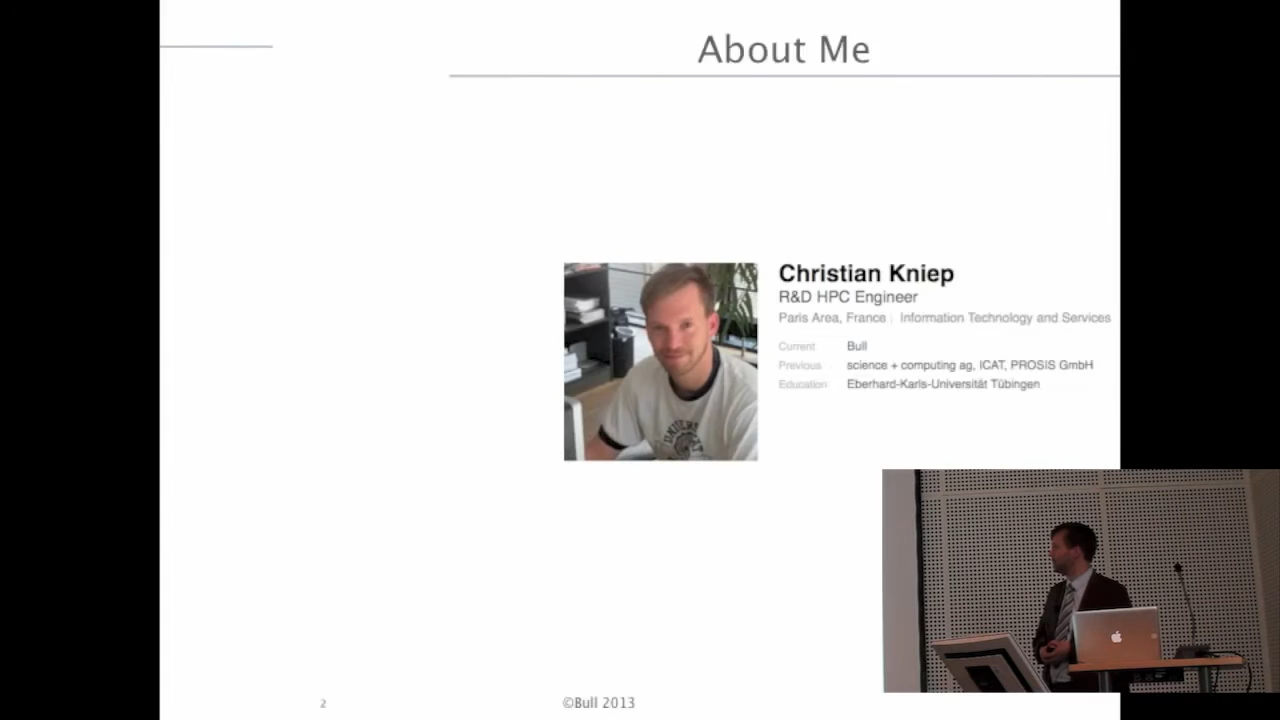 About Me
Christian Kniep
R&D HPC Engineer
Paris Area, France | Information Technology and Services
Current Bull
Previous science + computing ag, ICAT, PROSIS GmbH
Education Eberhard-Karls-Universität Tübingen
2 ©Bull 2013